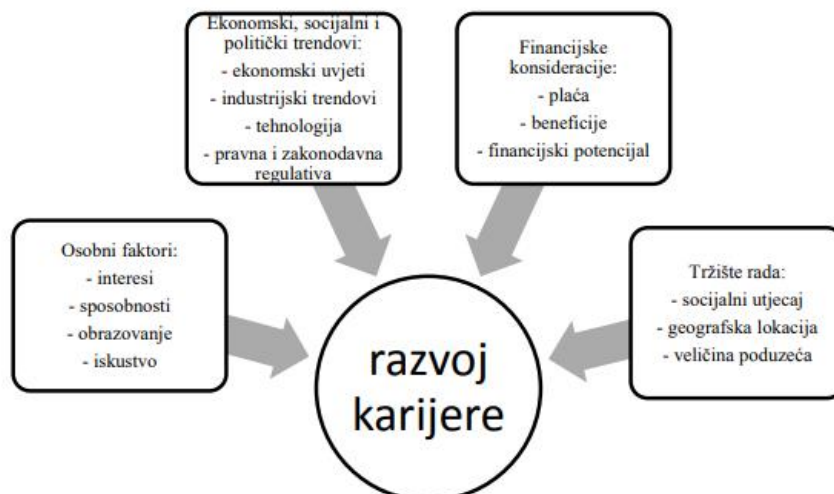 Ekonomski, socijalni i
politički trendovi:
- ekonomski uvjeti
- industrijski trendovi
- tehnologija
- pravna i zakonodavna
regulativa
Financijske
konsideracije:
- plaća
- beneficije
- financijski potencijal
Osobni faktori:
- interesi
- sposobnosti
- obrazovanje
- iskustvo
Tržište rada:
- socijalni utjecaj
- geografska lokacija
- veličina poduzeća
razvoj
karijere